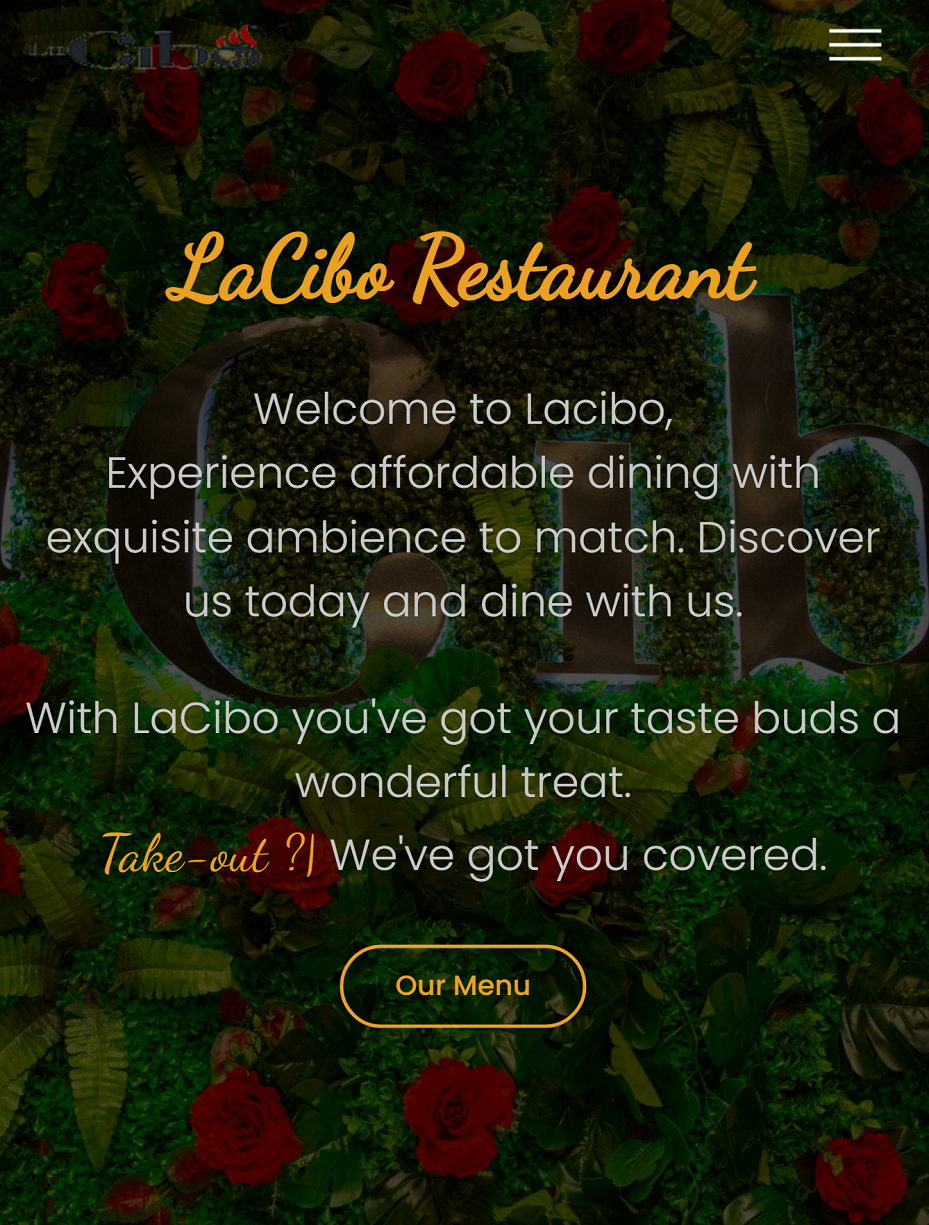 LaCibo
LaCibo Restaurant
Cib
Welcome to Lacibo,
Experience affordable dining with
exquisite ambience to match. Discover
us today and dine with us.
With LaCibo you've got your taste buds a
wonderful treat.
Take-out ?| We've got you covered.
Our Menu